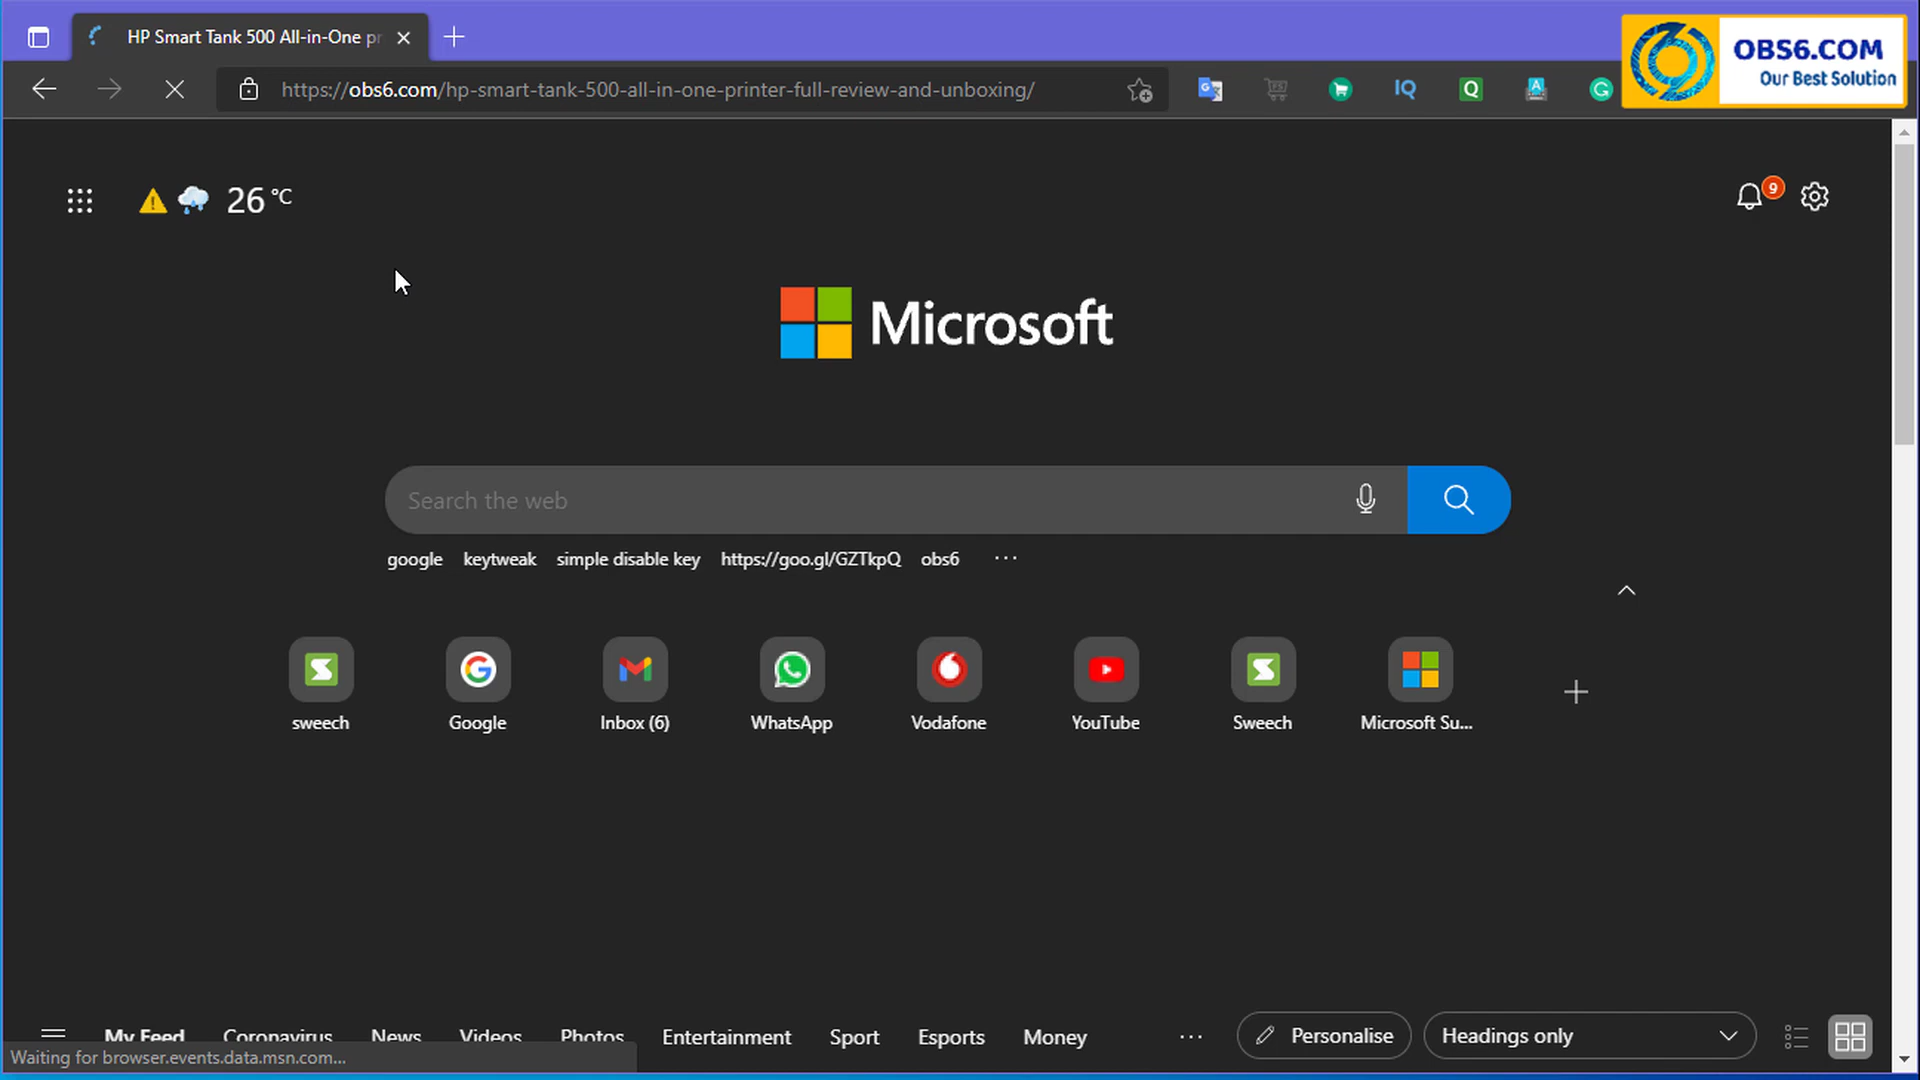 HP Smart Tank 500 All-in-One pr
OBS6.COM
Our Best Solution
https://obs6.com/hp-smart-tank-500-all-in-one-printer-full-review-and-unboxing/
IQ
Q
A
G
26 °C
9
Microsoft
Search the web
google keytweak simple disable key https://goo.gl/GZTkpQ obs6 ...
sweech Google Inbox (6) WhatsApp Vodafone YouTube Sweech Microsoft Su...
My Feed Coronavirus News Videos Photos Entertainment Sport Esports Money ... Personalise Headings only
Waiting for browser.events.data.msn.com...